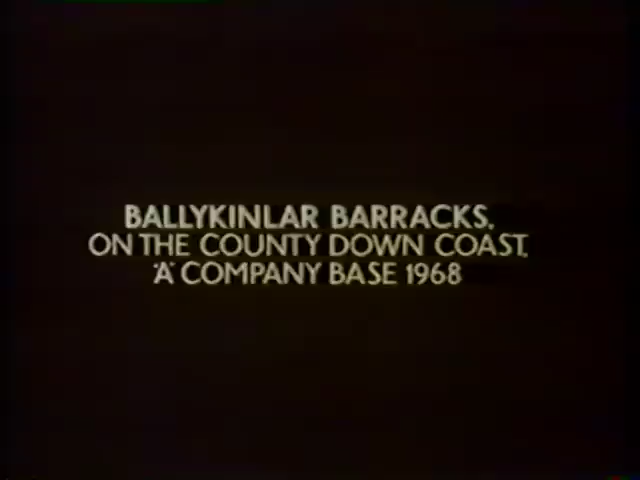 BALLYKINLAR BARRACKS,
ON THE COUNTY DOWN COAST,
'A' COMPANY BASE 1968